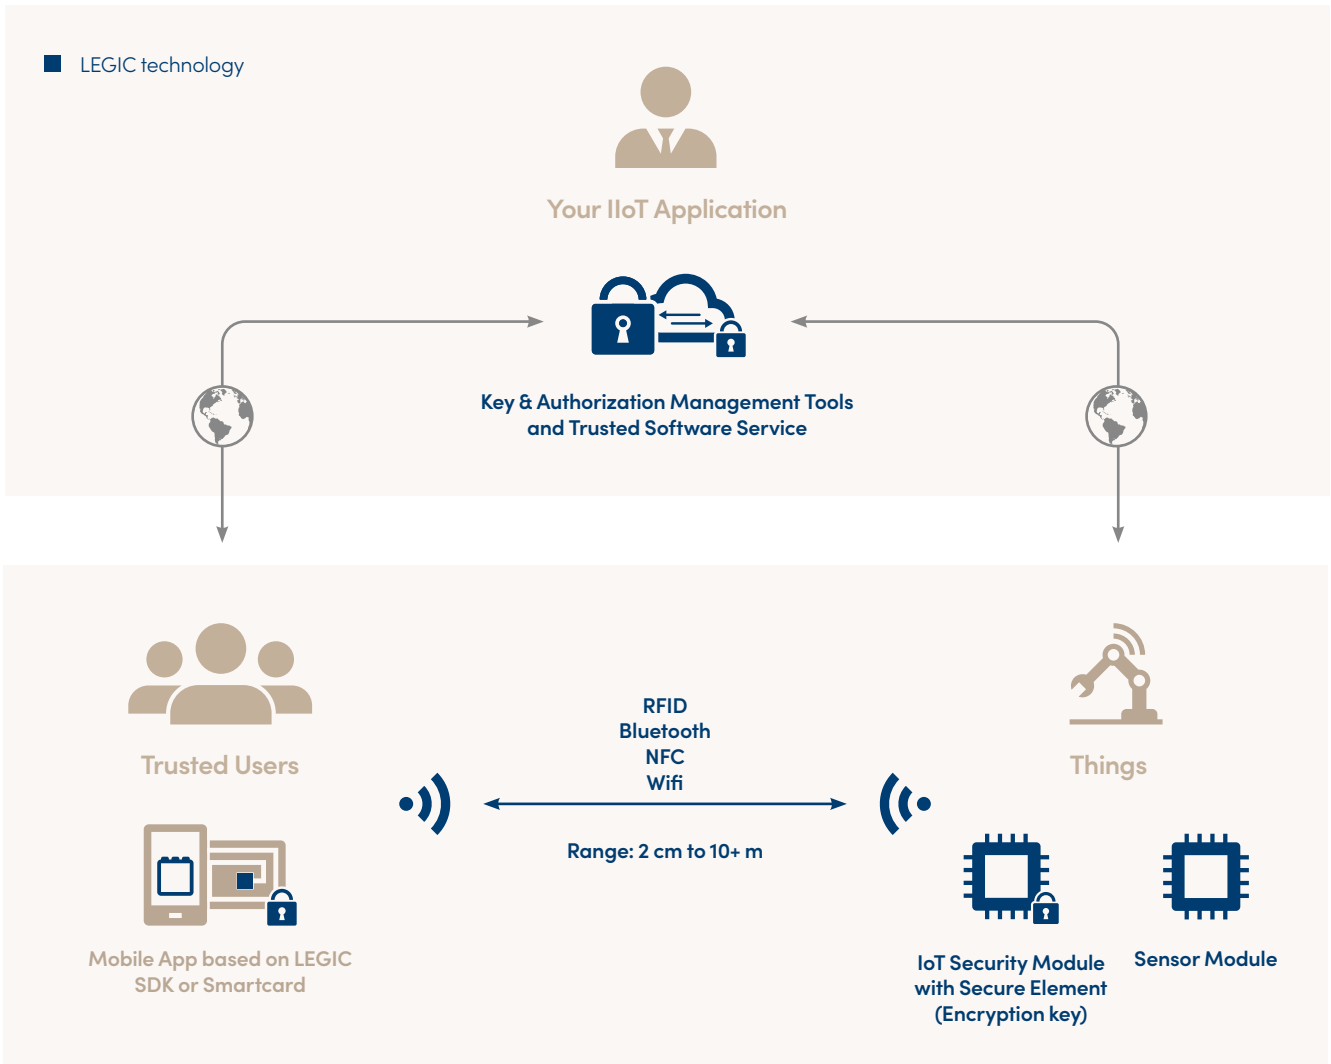 LEGIC technology
Your IIoT Application
Key & Authorization Management Tools
and Trusted Software Service
Trusted Users
RFID
Bluetooth
NFC
Wifi
Range: 2 cm to 10+ m
Things
Mobile App based on LEGIC
SDK or Smartcard
IoT Security Module
with Secure Element
(Encryption key)
Sensor Module